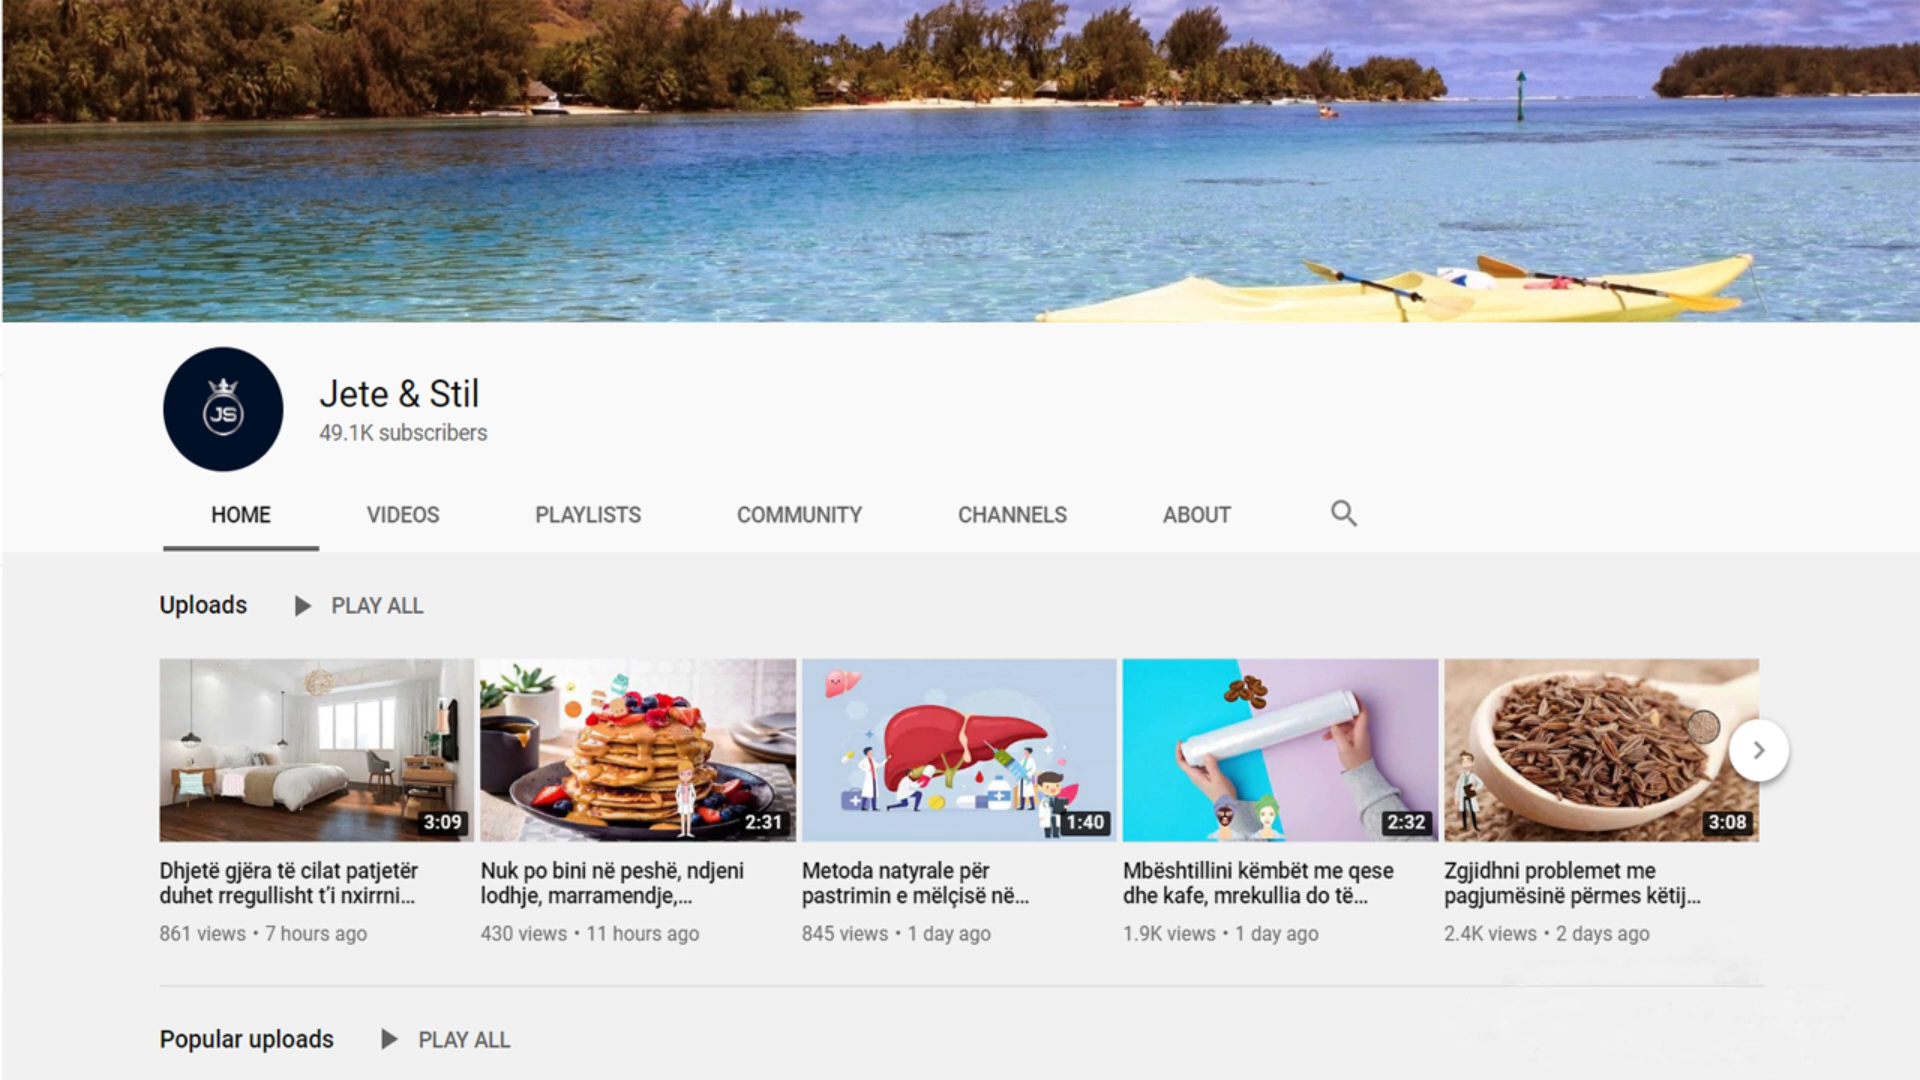 JS
Jete & Stil
49.1K subscribers
HOME VIDEOS PLAYLISTS COMMUNITY CHANNELS ABOUT
Uploads PLAY ALL
3:09 2:31 1:40 2:32 3:08
Dhjetë gjëra të cilat patjetër
duhet rregullisht t'i nxirrni...
861 views • 7 hours ago
Nuk po bini në peshë, ndjeni
lodhje, marramendje,...
430 views • 11 hours ago
Metoda natyrale për
pastrimin e mëlçisë në...
845 views • 1 day ago
Mbështillini këmbët me qese
dhe kafe, mrekullia do të...
1.9K views • 1 day ago
Zgjidhni problemet me
pagjumësinë përmes këtij...
2.4K views • 2 days ago
Popular uploads PLAY ALL